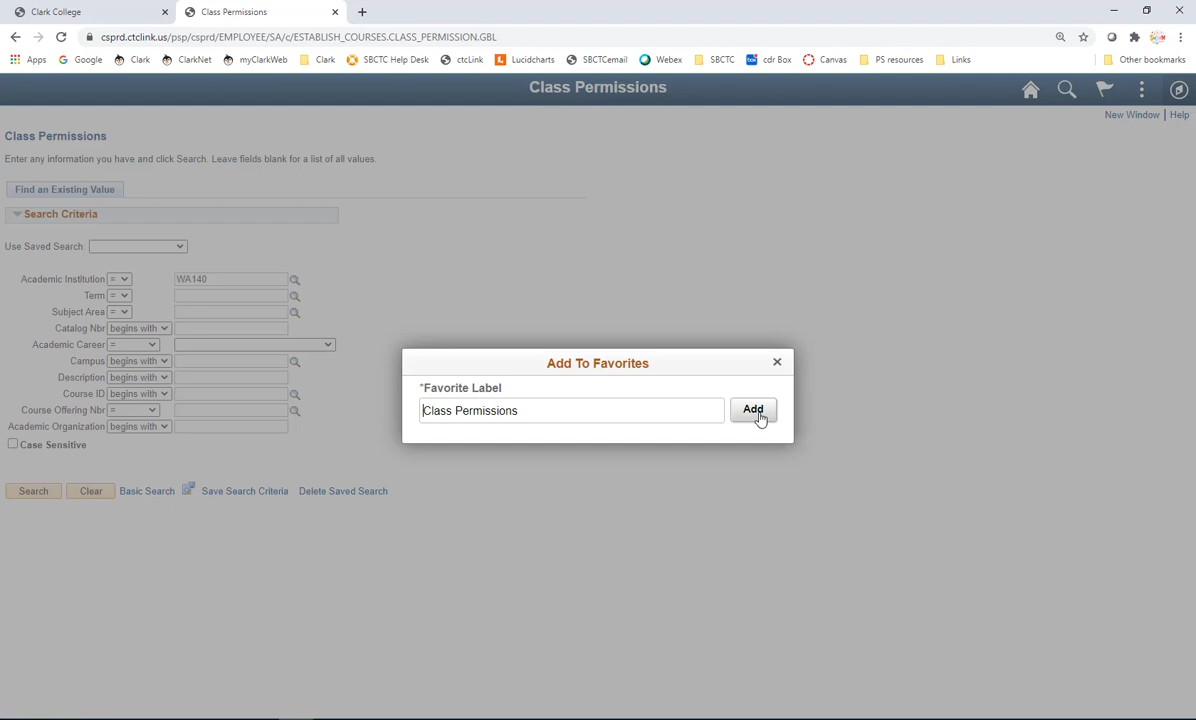 Clark College
Class Permissions
csprd.ctclink.us/psp/csprd/EMPLOYEE/SA/c/ESTABLISH_COURSES.CLASS_PERMISSION.GBL
Apps Google Clark ClarkNet myClarkWeb Clark SBCTC Help Desk ctcLink Lucidcharts SBCTCemail Webex SBCTC cdr Box Canvas PS resources Links Other bookmarks
Class Permissions
New Window | Help
Class Permissions
Enter any information you have and click Search. Leave fields blank for a list of all values.
Find an Existing Value
Search Criteria
Use Saved Search:
Academic Institution = WA140
Term =
Subject Area =
Catalog Nbr begins with
Academic Career =
Campus begins with
Description begins with
Course ID begins with
Course Offering Nbr =
Academic Organization begins with
Case Sensitive
Search Clear Basic Search Save Search Criteria Delete Saved Search
Add To Favorites
*Favorite Label
Class Permissions
Add